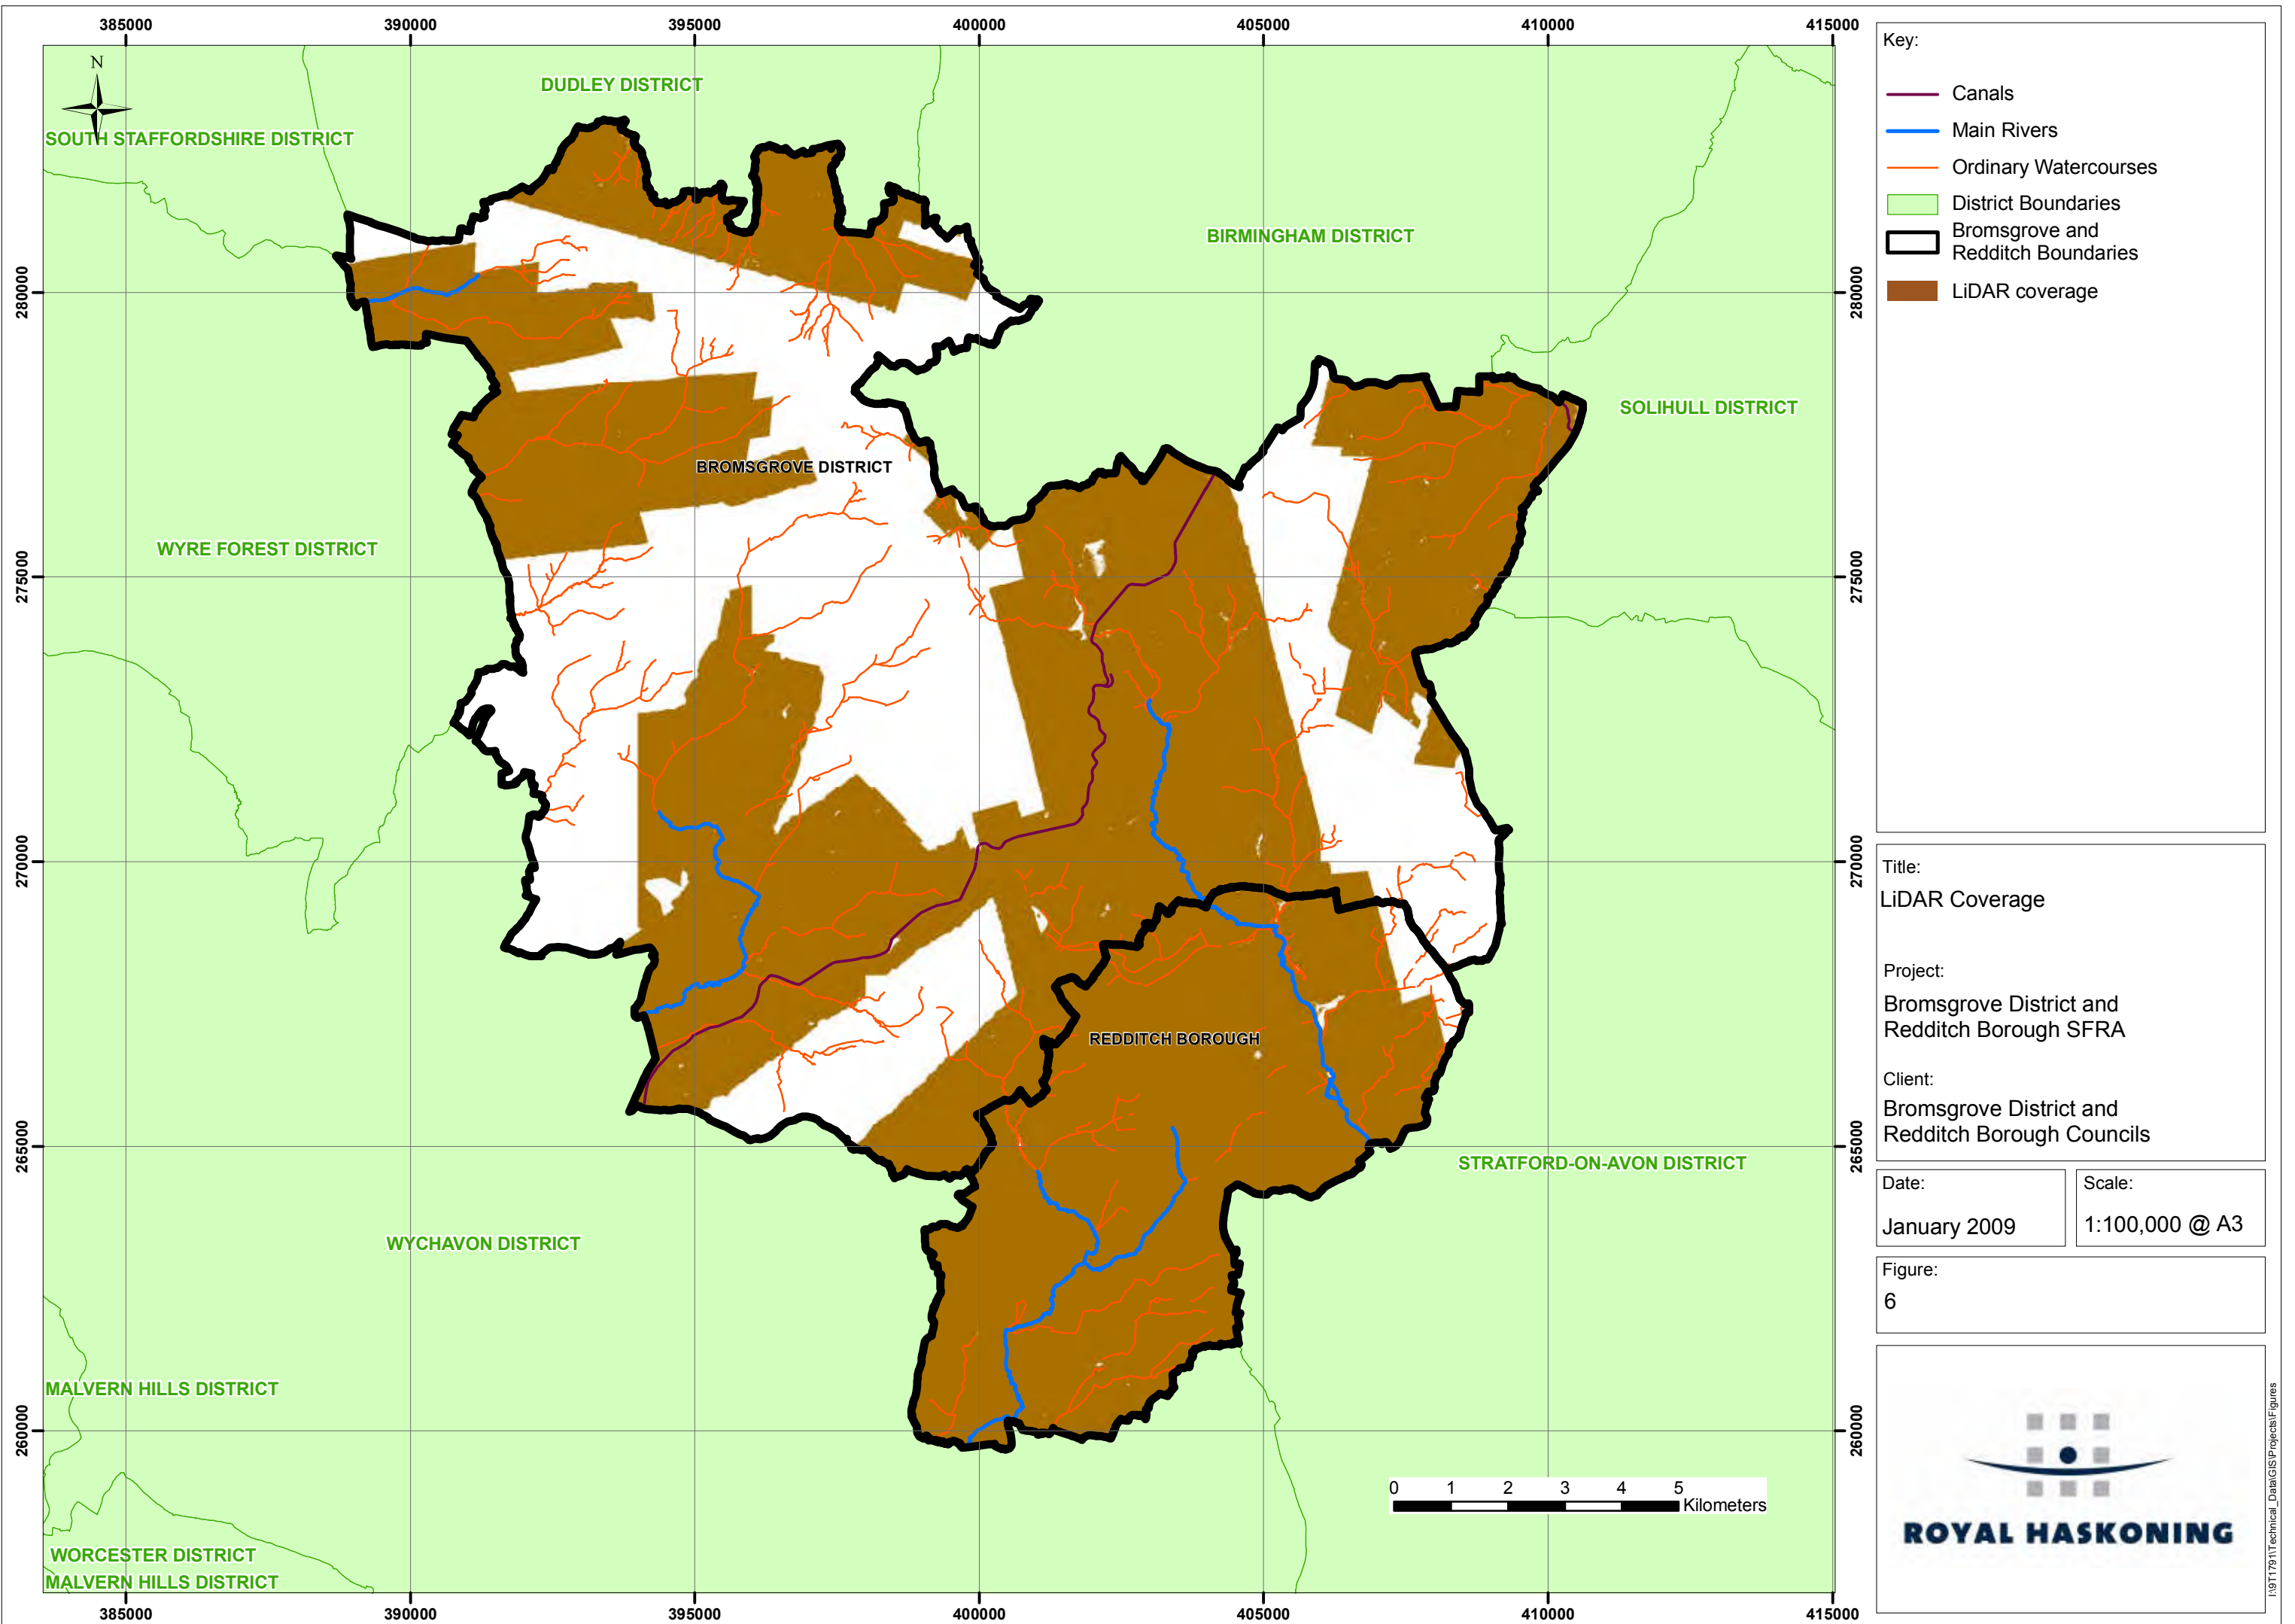 385000 390000 395000 400000 405000 410000 415000
N
DUDLEY DISTRICT
SOUTH STAFFORDSHIRE DISTRICT
BIRMINGHAM DISTRICT
280000
280000
SOLIHULL DISTRICT
BROMSGROVE DISTRICT
WYRE FOREST DISTRICT
275000
275000
270000
270000
REDDITCH BOROUGH
265000
265000
STRATFORD-ON-AVON DISTRICT
WYCHAVON DISTRICT
MALVERN HILLS DISTRICT
260000
260000
0 1 2 3 4 5
Kilometers
WORCESTER DISTRICT
MALVERN HILLS DISTRICT
385000 390000 395000 400000 405000 410000 415000
Key:
Canals
Main Rivers
Ordinary Watercourses
District Boundaries
Bromsgrove and
Redditch Boundaries
LiDAR coverage
Title:
LiDAR Coverage
Project:
Bromsgrove District and
Redditch Borough SFRA
Client:
Bromsgrove District and
Redditch Borough Councils
Date:
January 2009
Scale:
1:100,000 @ A3
Figure:
6
ROYAL HASKONING
I:\9T1791\Technical_Data\GIS\Projects\Figures